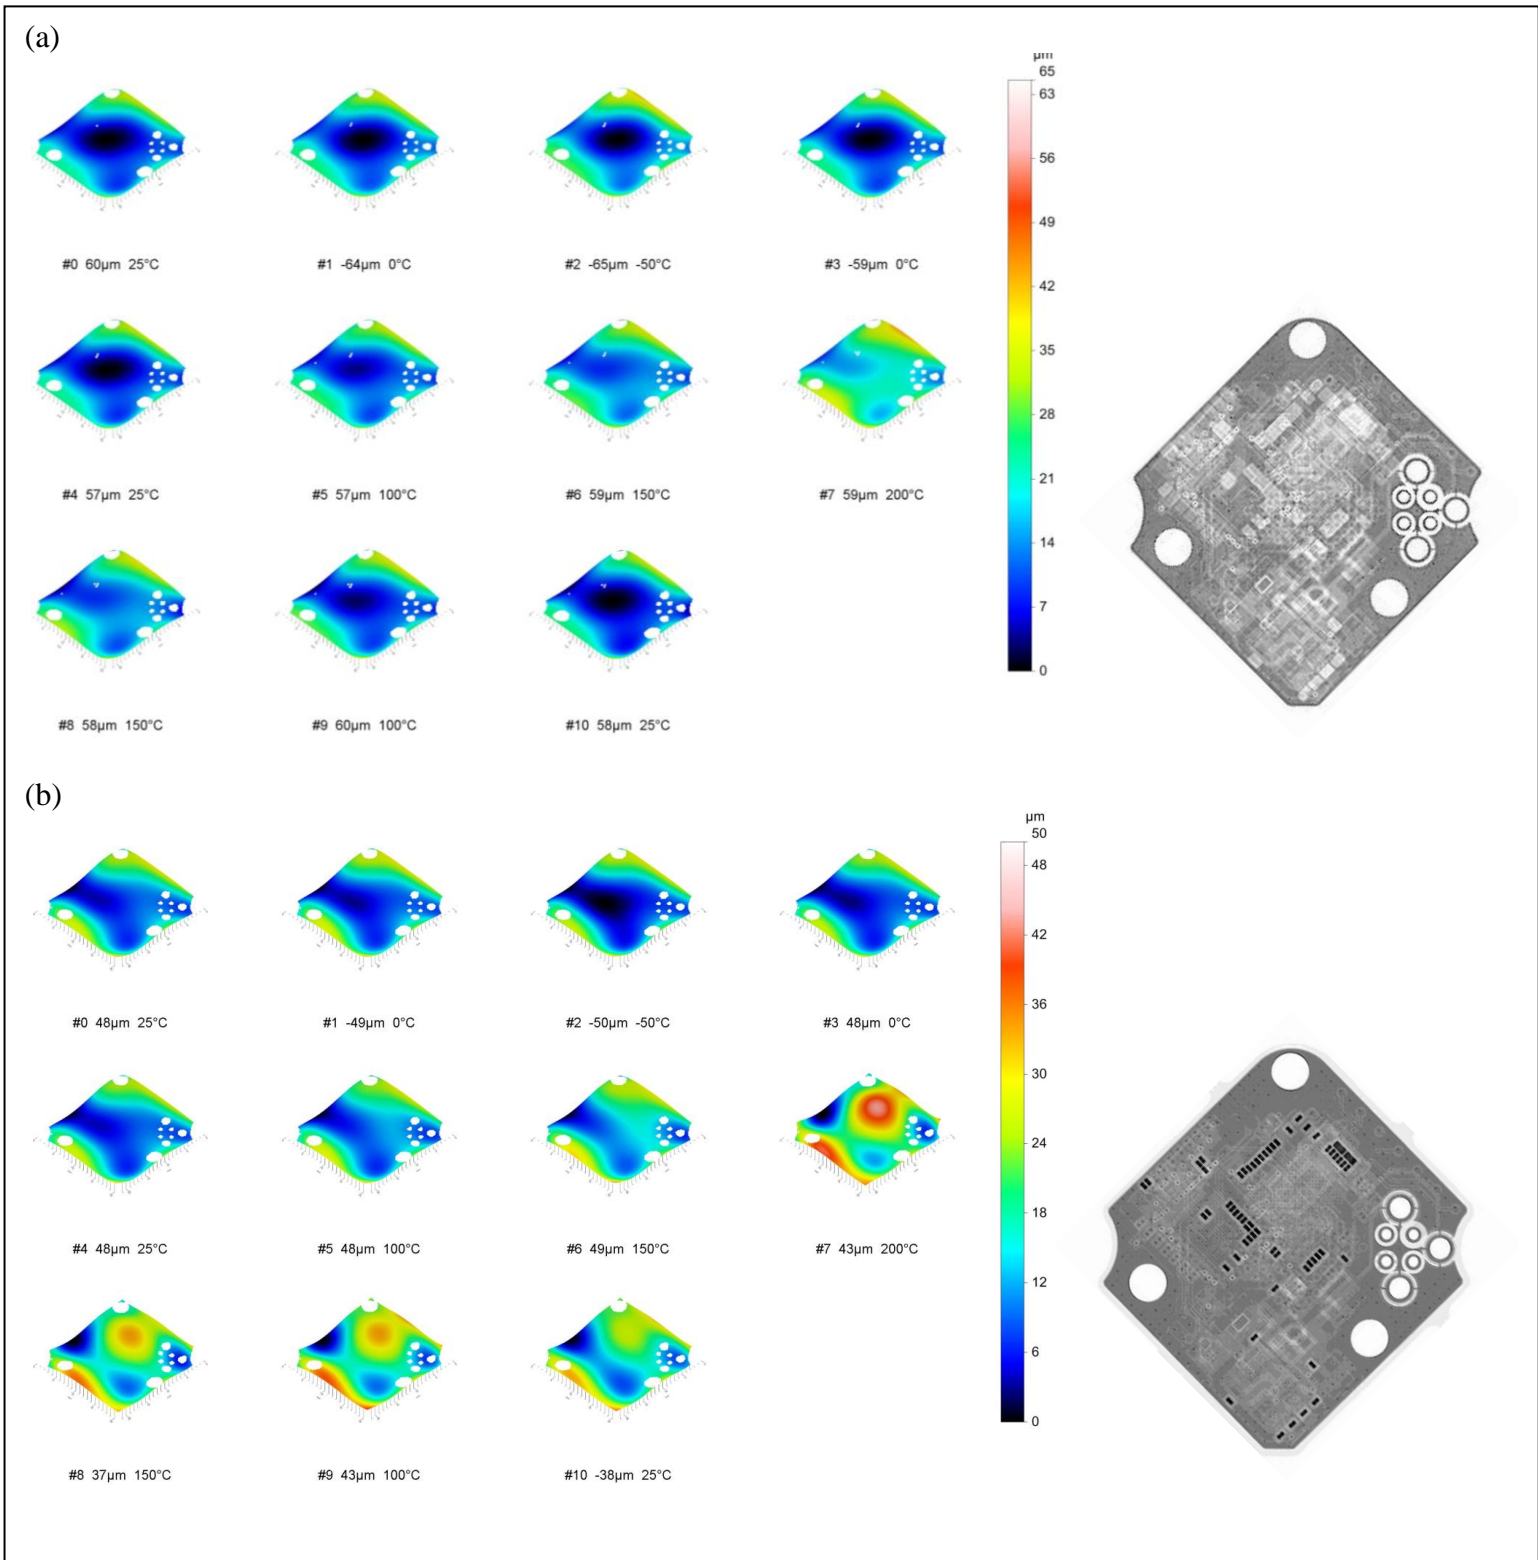 (a)
µm
65
63
56
49
42
35
28
21
14
7
0
#0 60µm 25°C
#1 -64µm 0°C
#2 -65µm -50°C
#3 -59µm 0°C
#4 57µm 25°C
#5 57µm 100°C
#6 59µm 150°C
#7 59µm 200°C
#8 58µm 150°C
#9 60µm 100°C
#10 58µm 25°C
(b)
µm
50
48
42
36
30
24
18
12
6
0
#0 48µm 25°C
#1 -49µm 0°C
#2 -50µm -50°C
#3 48µm 0°C
#4 48µm 25°C
#5 48µm 100°C
#6 49µm 150°C
#7 43µm 200°C
#8 37µm 150°C
#9 43µm 100°C
#10 -38µm 25°C